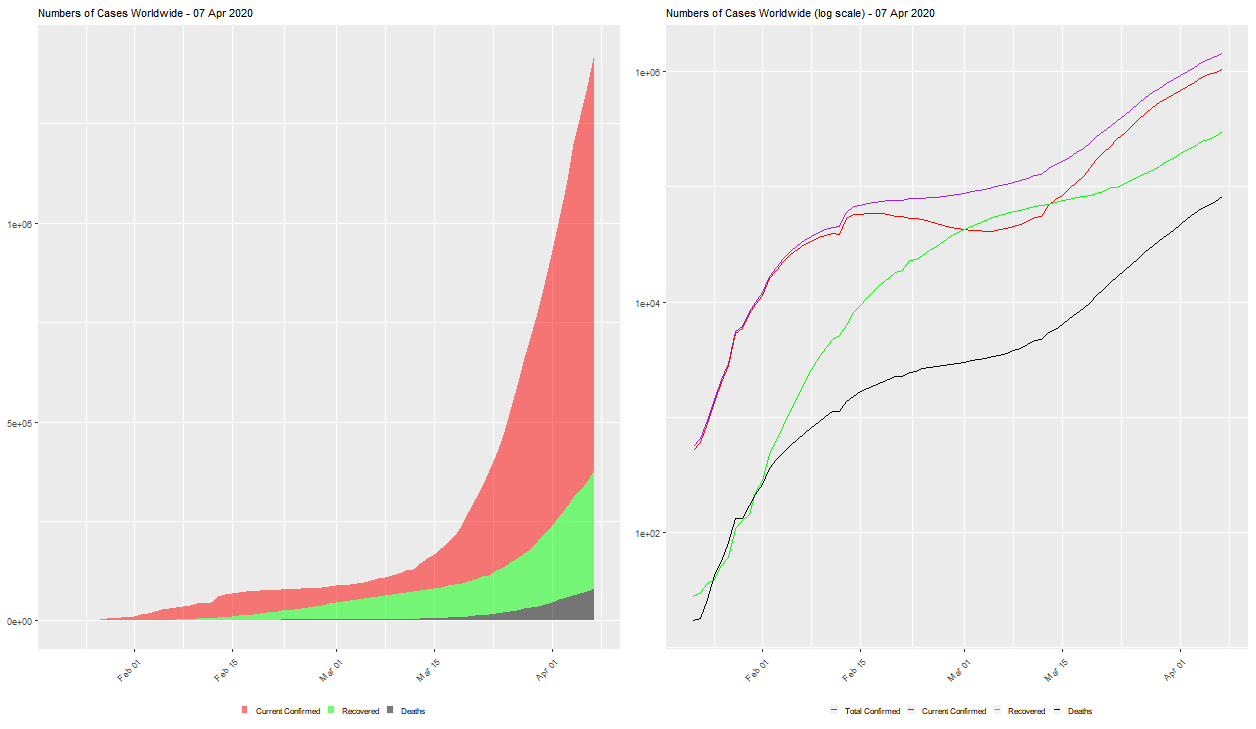 Numbers of Cases Worldwide - 07 Apr 2020
1e+06
5e+05
0e+00
Feb 01
Feb 15
Mar 01
Mar 15
Apr 01
Current Confirmed
Recovered
Deaths
Numbers of Cases Worldwide (log scale) - 07 Apr 2020
1e+06
1e+04
1e+02
Feb 01
Feb 15
Mar 01
Mar 15
Apr 01
Total Confirmed
Current Confirmed
Recovered
Deaths